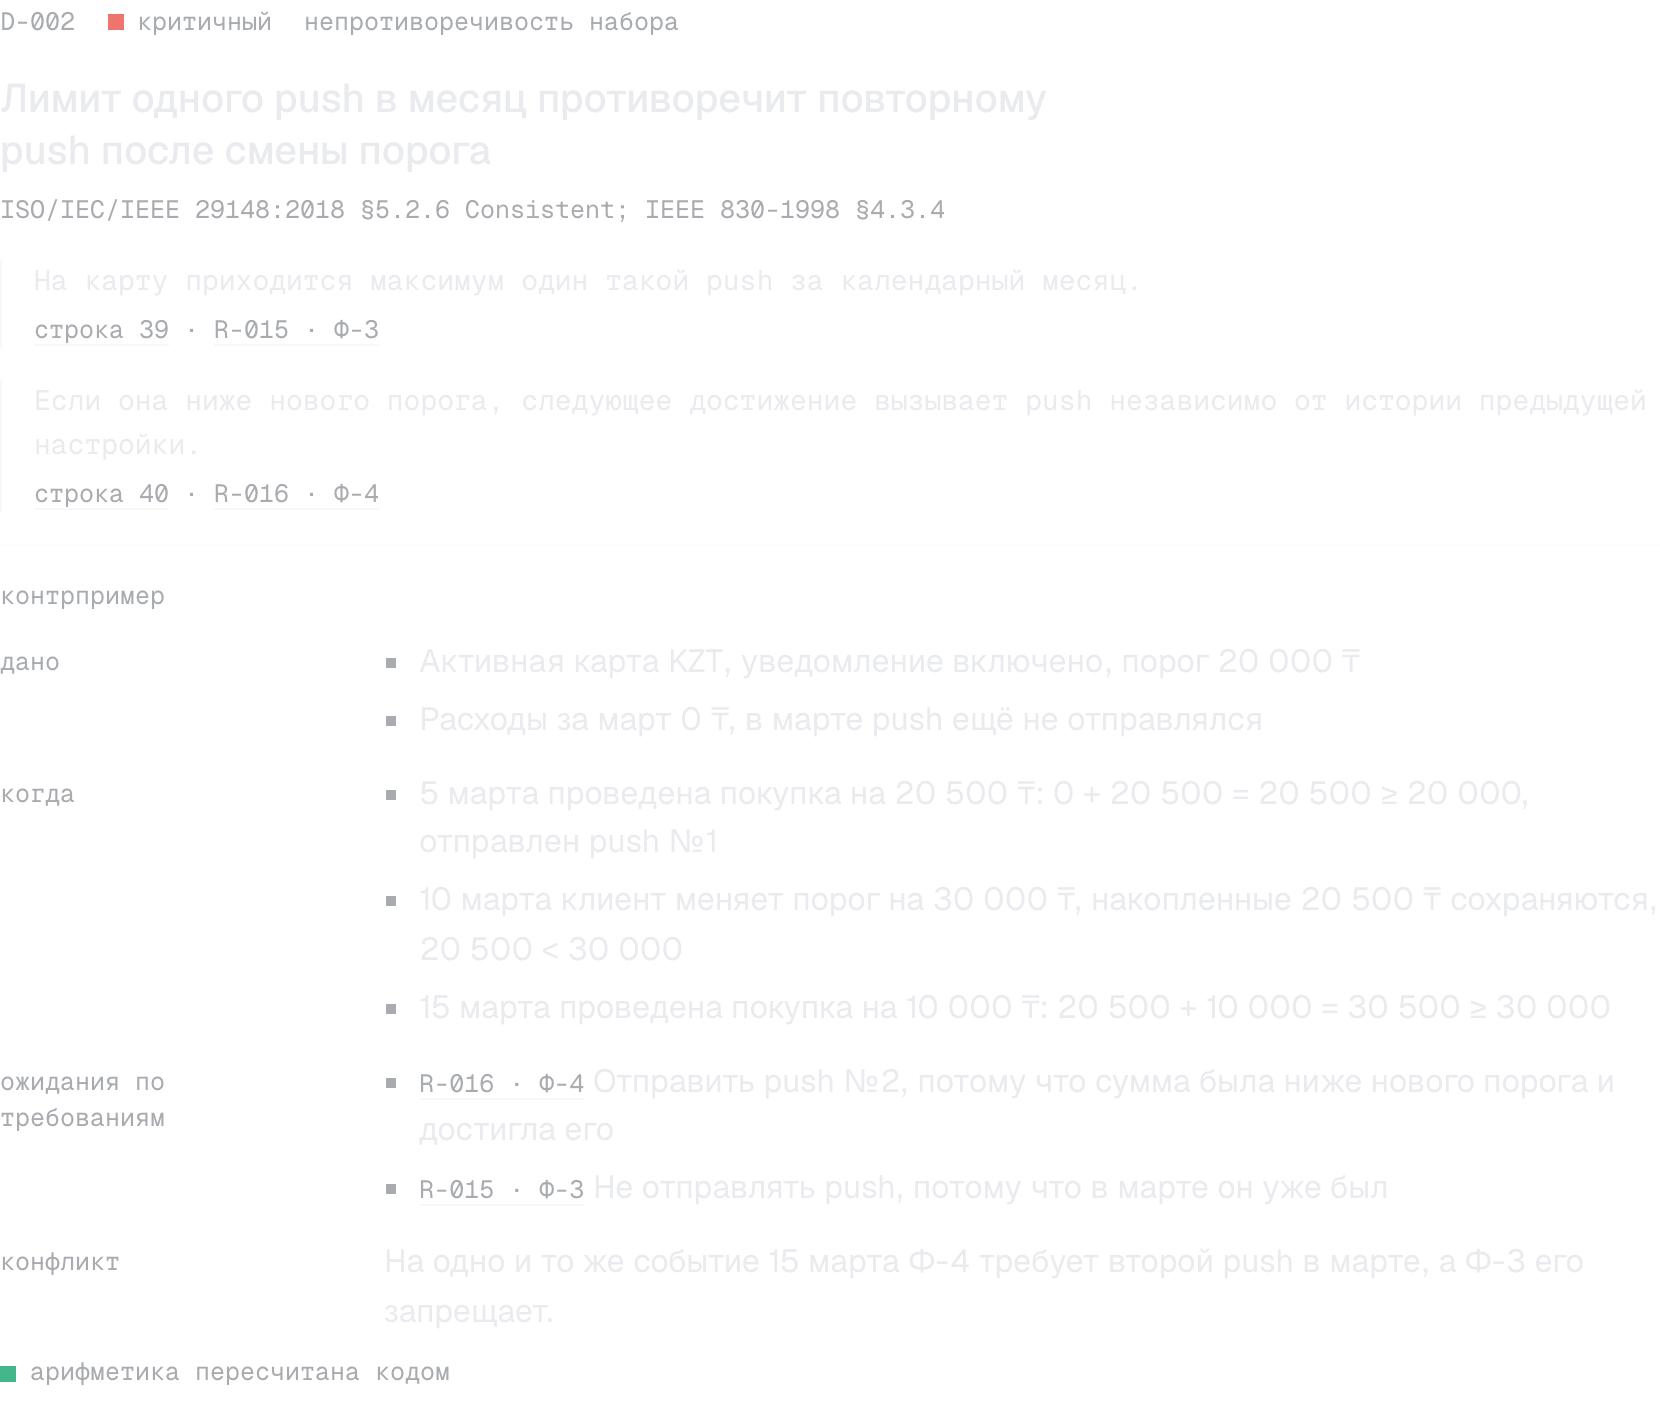 D-002 критичный непротиворечивость набора
Лимит одного push в месяц противоречит повторному
push после смены порога
ISO/IEC/IEEE 29148:2018 §5.2.6 Consistent; IEEE 830-1998 §4.3.4
На карту приходится максимум один такой push за календарный месяц.
строка 39 · R-015 · Ф-3
Если она ниже нового порога, следующее достижение вызывает push независимо от истории предыдущей
настройки.
строка 40 · R-016 · Ф-4
контрпример
дано
Активная карта KZT, уведомление включено, порог 20 000 ₸
Расходы за март 0 ₸, в марте push ещё не отправлялся
когда
5 марта проведена покупка на 20 500 ₸: 0 + 20 500 = 20 500 ≥ 20 000,
отправлен push №1
10 марта клиент меняет порог на 30 000 ₸, накопленные 20 500 ₸ сохраняются,
20 500 < 30 000
15 марта проведена покупка на 10 000 ₸: 20 500 + 10 000 = 30 500 ≥ 30 000
ожидания по
требованиям
R-016 · Ф-4 Отправить push №2, потому что сумма была ниже нового порога и
достигла его
R-015 · Ф-3 Не отправлять push, потому что в марте он уже был
конфликт
На одно и то же событие 15 марта Ф-4 требует второй push в марте, а Ф-3 его
запрещает.
арифметика пересчитана кодом